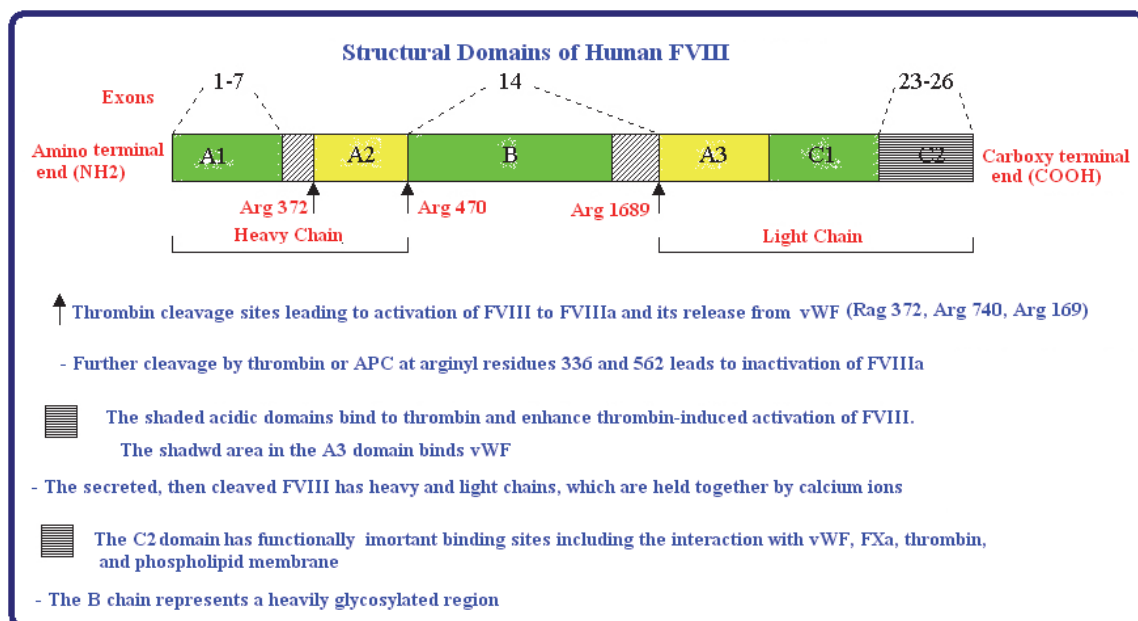 Structural Domains of Human FVIII
1-7
14
23-26
Exons
Amino terminal
end (NH2)
A1
A2
B
A3
C1
C2
Carboxy terminal
end (COOH)
Arg 372
Arg 470
Arg 1689
Heavy Chain
Light Chain
Thrombin cleavage sites leading to activation of FVIII to FVIIIa and its release from vWF (Rag 372, Arg 740, Arg 169)
- Further cleavage by thrombin or APC at arginyl residues 336 and 562 leads to inactivation of FVIIIa
The shaded acidic domains bind to thrombin and enhance thrombin-induced activation of FVIII.
The shadwd area in the A3 domain binds vWF
- The secreted, then cleaved FVIII has heavy and light chains, which are held together by calcium ions
The C2 domain has functionally imortant binding sites including the interaction with vWF, FXa, thrombin,
and phospholipid membrane
- The B chain represents a heavily glycosylated region